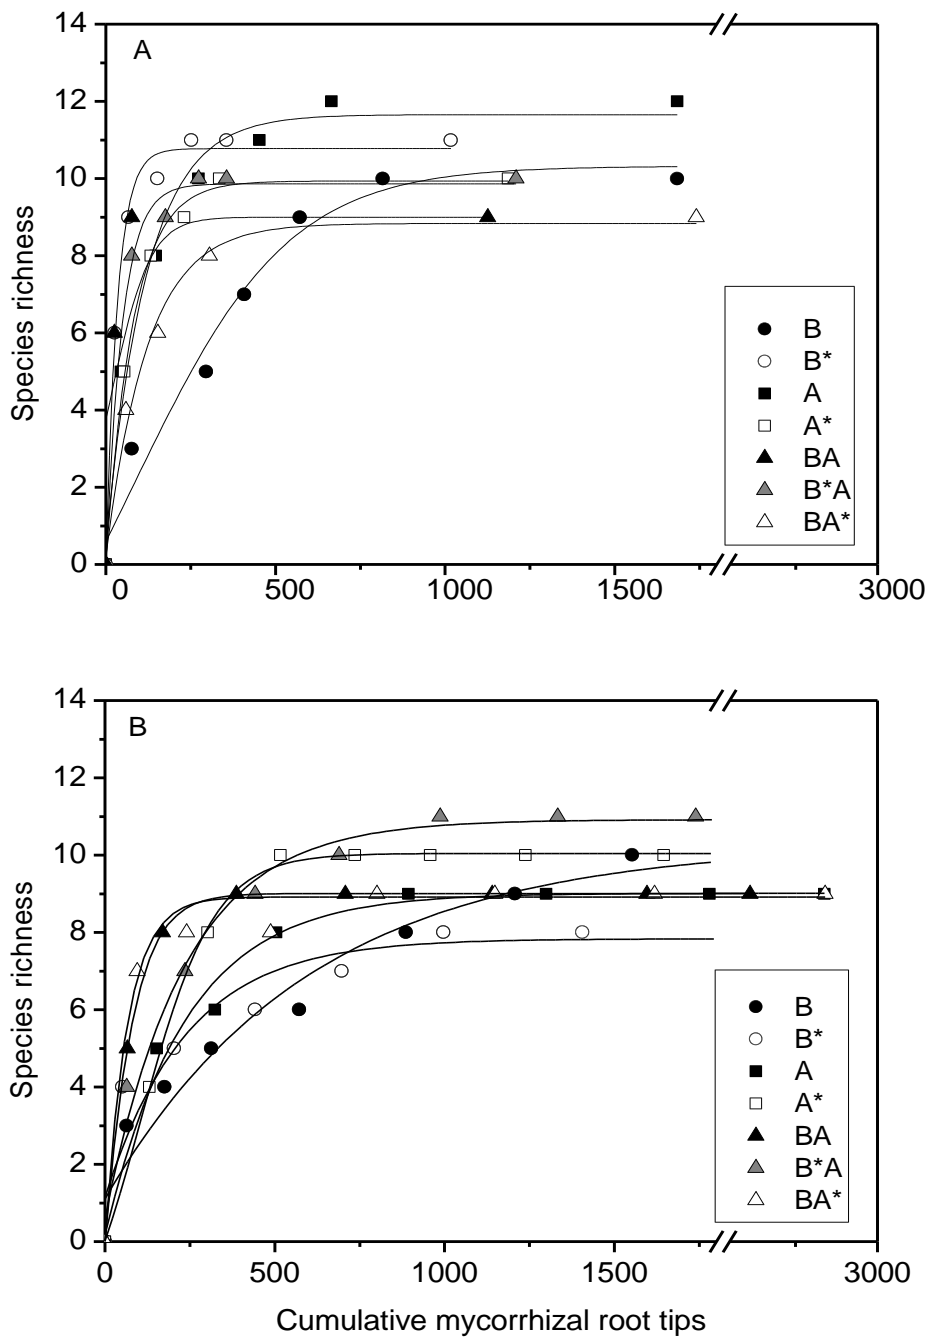 14
A
12
10
8
6
4
2
0
Species richness
B
B*
A
A*
BA
B*A
BA*
0 500 1000 1500 3000
14
B
12
10
8
6
4
2
0
Species richness
B
B*
A
A*
BA
B*A
BA*
0 500 1000 1500 3000
Cumulative mycorrhizal root tips